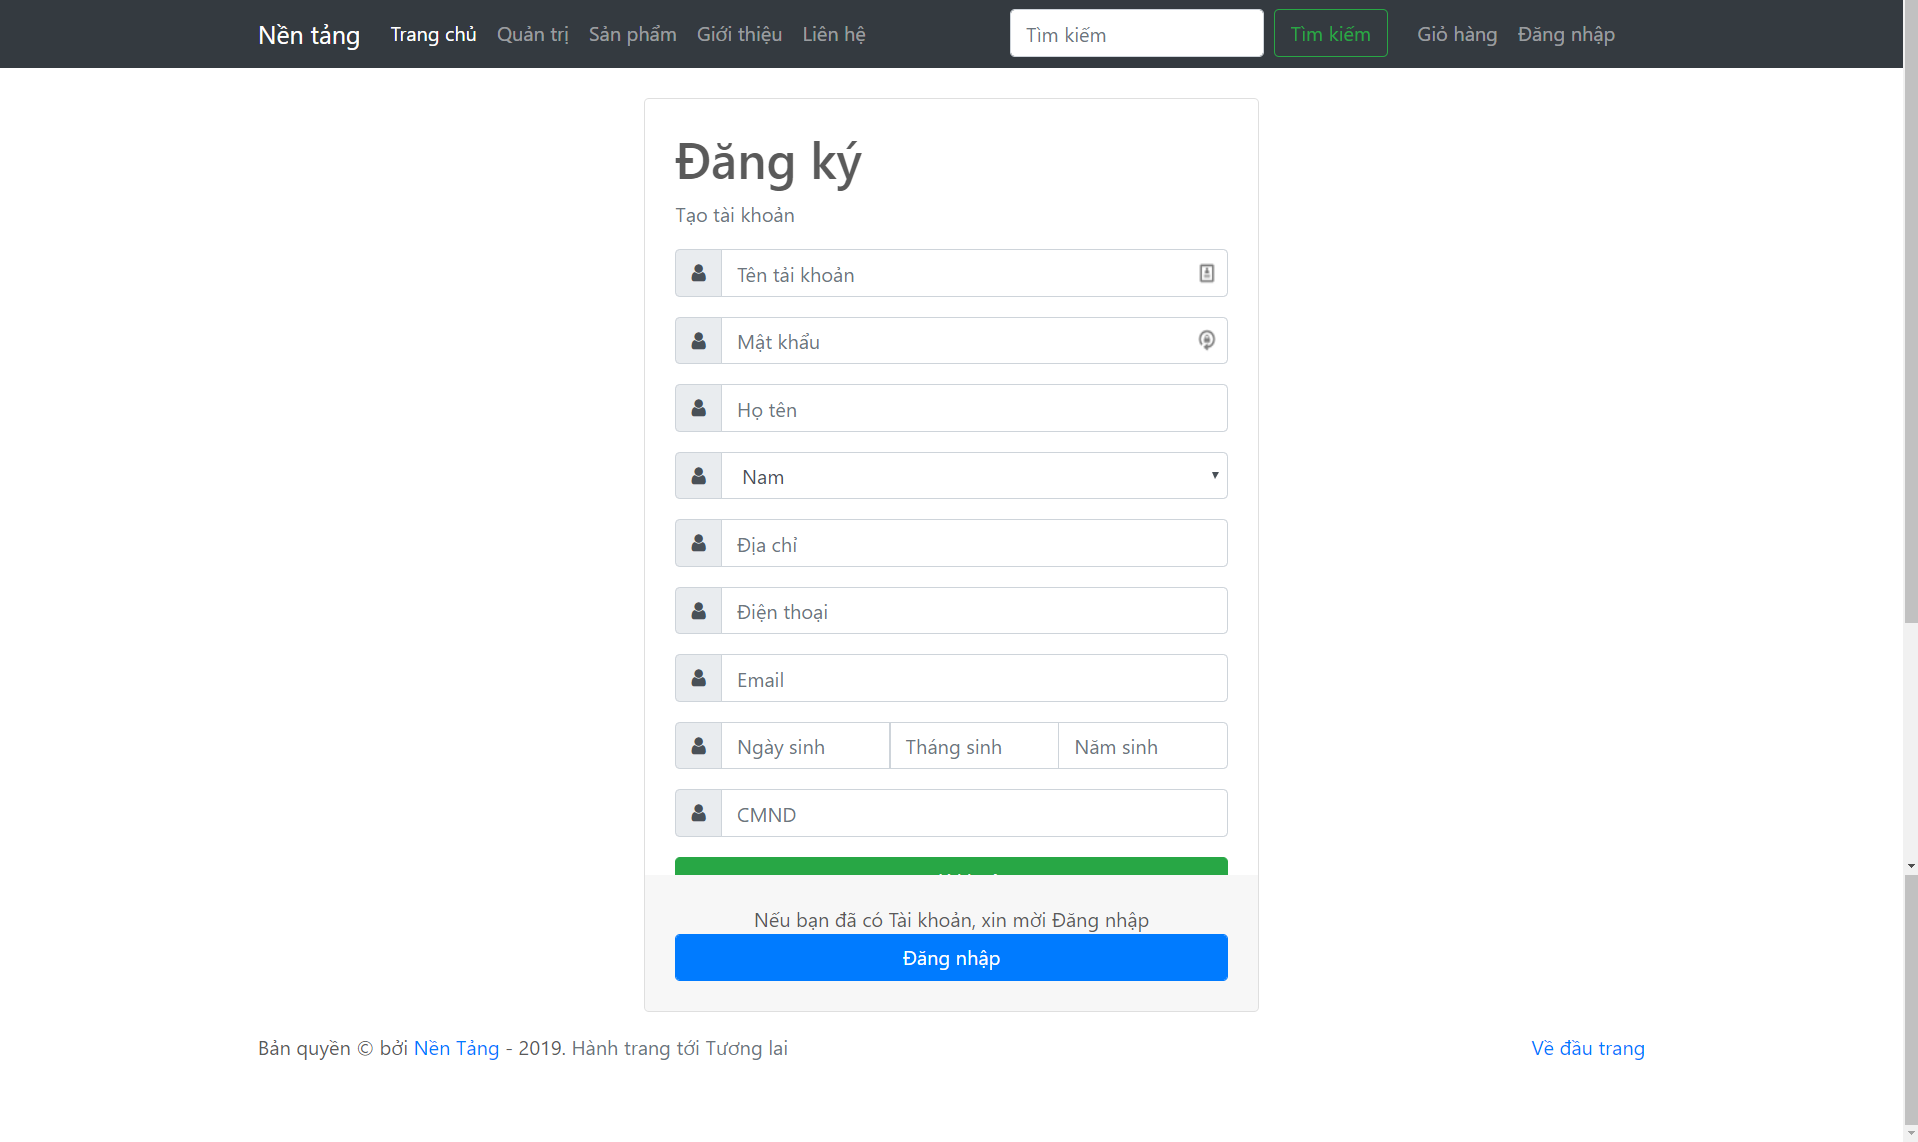 Nền tảng Trang chủ Quản trị Sản phẩm Giới thiệu Liên hệ Tìm kiếm Tìm kiếm Giỏ hàng Đăng nhập
Đăng ký
Tạo tài khoản
Tên tải khoản
Mật khẩu
Họ tên
Nam
Địa chỉ
Điện thoại
Email
Ngày sinh Tháng sinh Năm sinh
CMND
Nếu bạn đã có Tài khoản, xin mời Đăng nhập
Đăng nhập
Bản quyền © bởi Nền Tảng - 2019. Hành trang tới Tương lai Về đầu trang